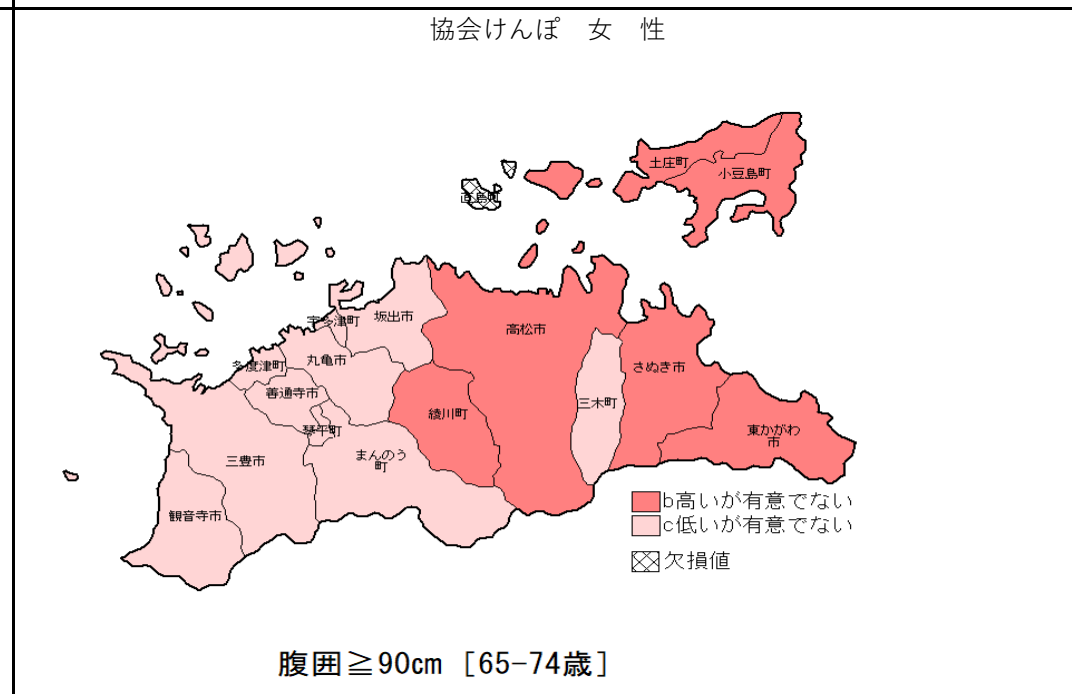 協会けんぽ 女 性
土庄町
小豆島町
直島町
宇多津町
坂出市
高松市
多度津町
丸亀市
さぬき市
善通寺市
綾川町
三木町
琴平町
東かがわ
市
三豊市
まんのう
町
観音寺市
b高いが有意でない
c低いが有意でない
欠損値
腹囲≧90cm [65-74歳]